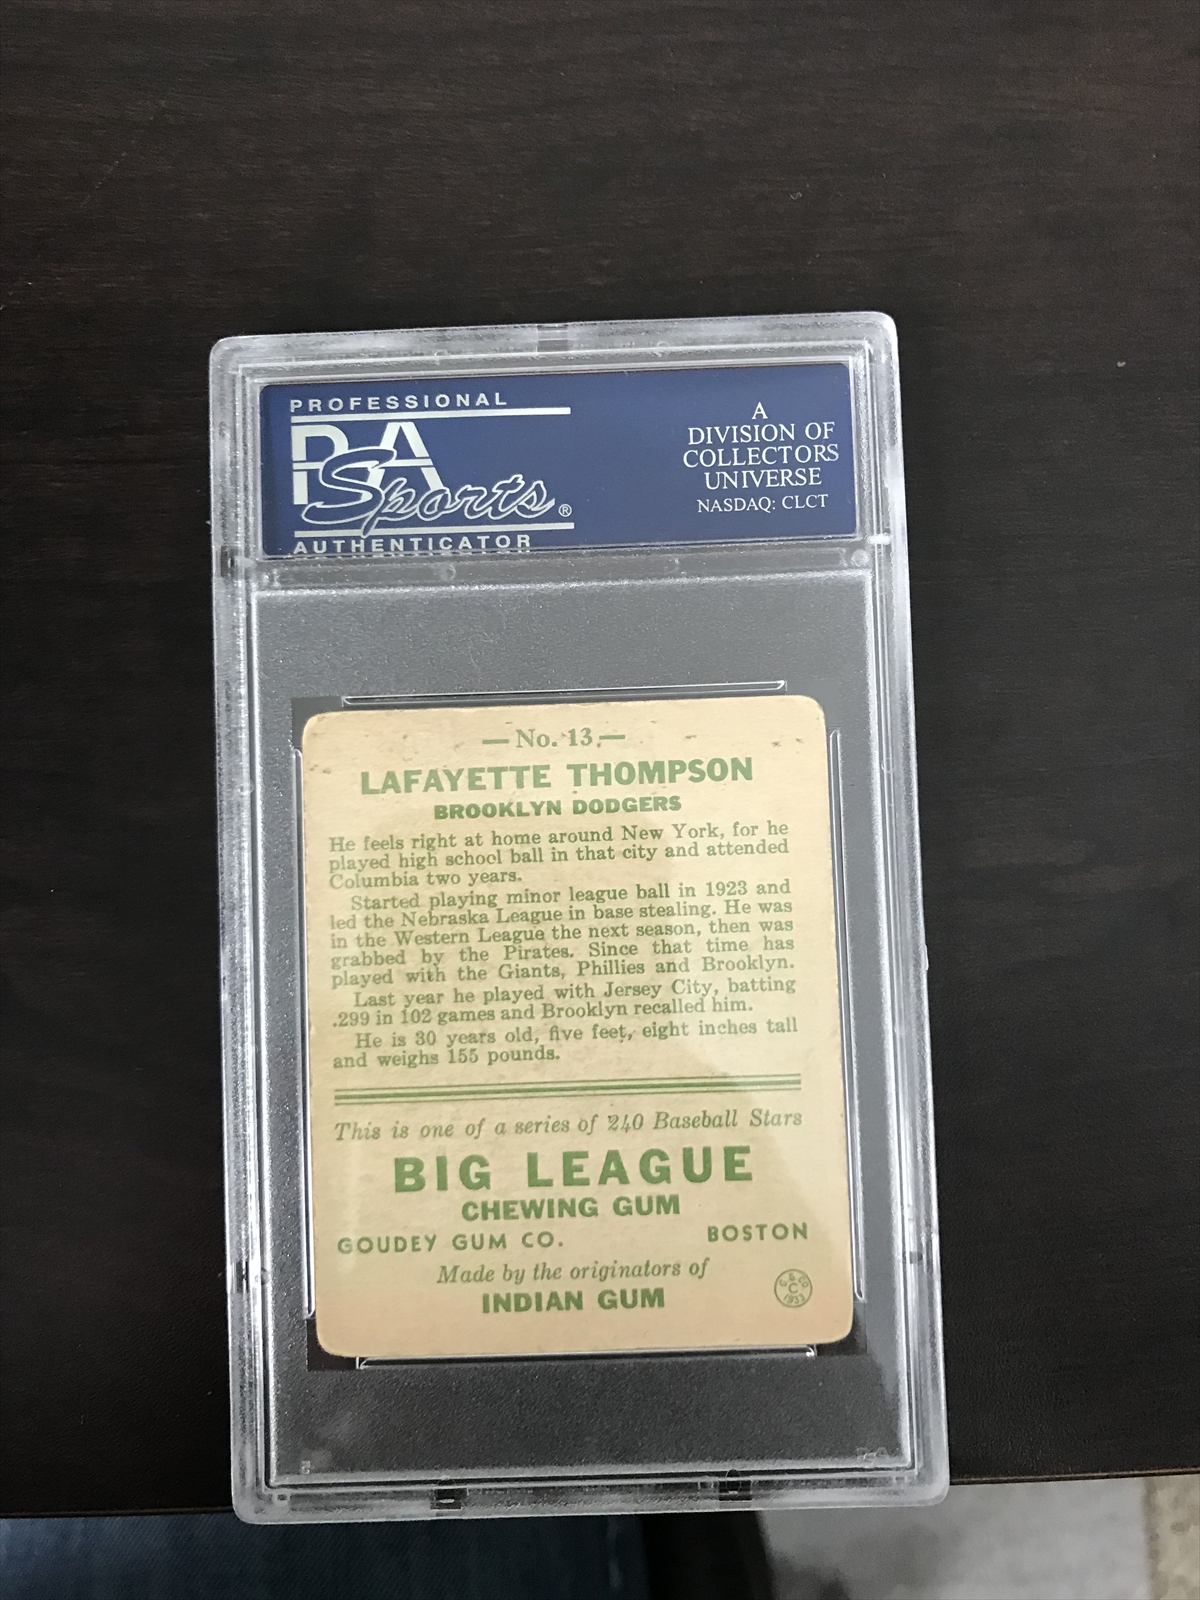 PROFESSIONAL
PSA
Sports®
AUTHENTICATOR
A
DIVISION OF
COLLECTORS
UNIVERSE
NASDAQ: CLCT
— No. 13 —
LAFAYETTE THOMPSON
BROOKLYN DODGERS
He feels right at home around New York, for he
played high school ball in that city and attended
Columbia two years.
Started playing minor league ball in 1923 and
led the Nebraska League in base stealing. He was
in the Western League the next season, then was
grabbed by the Pirates. Since that time has
played with the Giants, Phillies and Brooklyn.
Last year he played with Jersey City, batting
.299 in 102 games and Brooklyn recalled him.
He is 30 years old, five feet, eight inches tall
and weighs 155 pounds.
This is one of a series of 240 Baseball Stars
BIG LEAGUE
CHEWING GUM
GOUDEY GUM CO. BOSTON
Made by the originators of
INDIAN GUM
G. G. CO.
C
1933